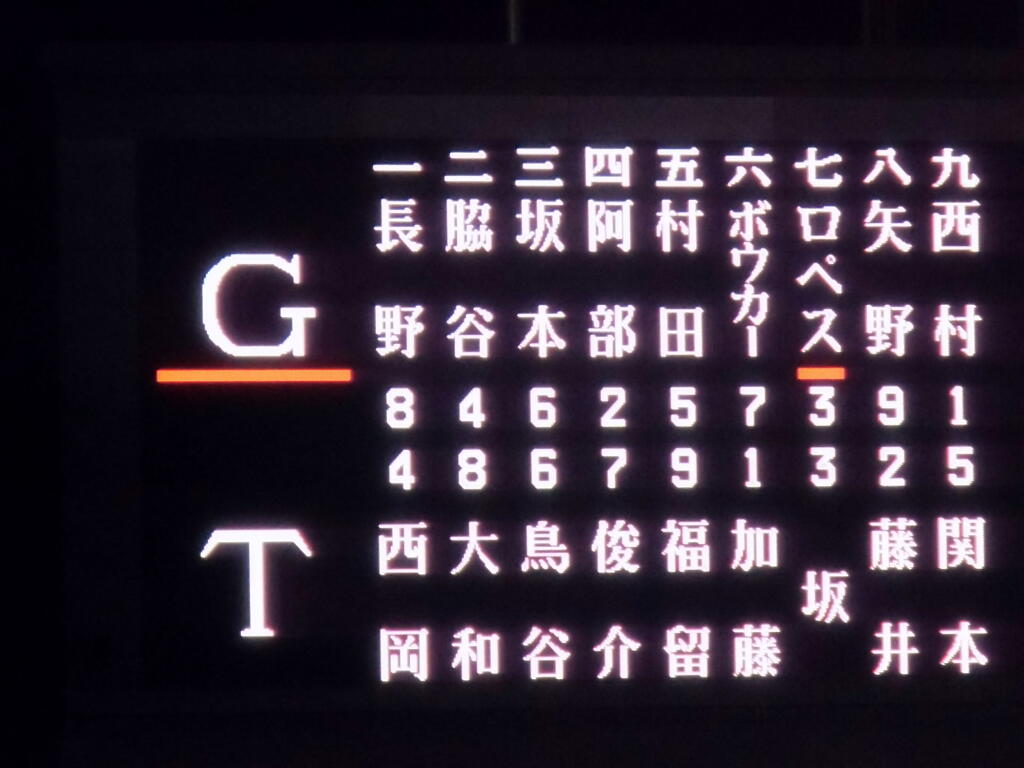 G
一 長野 8
二 脇谷 4
三 坂本 6
四 阿部 2
五 村田 5
六 ボウカー 7
七 ロペス 3
八 矢野 9
九 西村 1
T
4 西岡
8 大和
6 鳥谷
7 俊介
9 福留
1 加藤
3 坂
2 藤井
5 関本